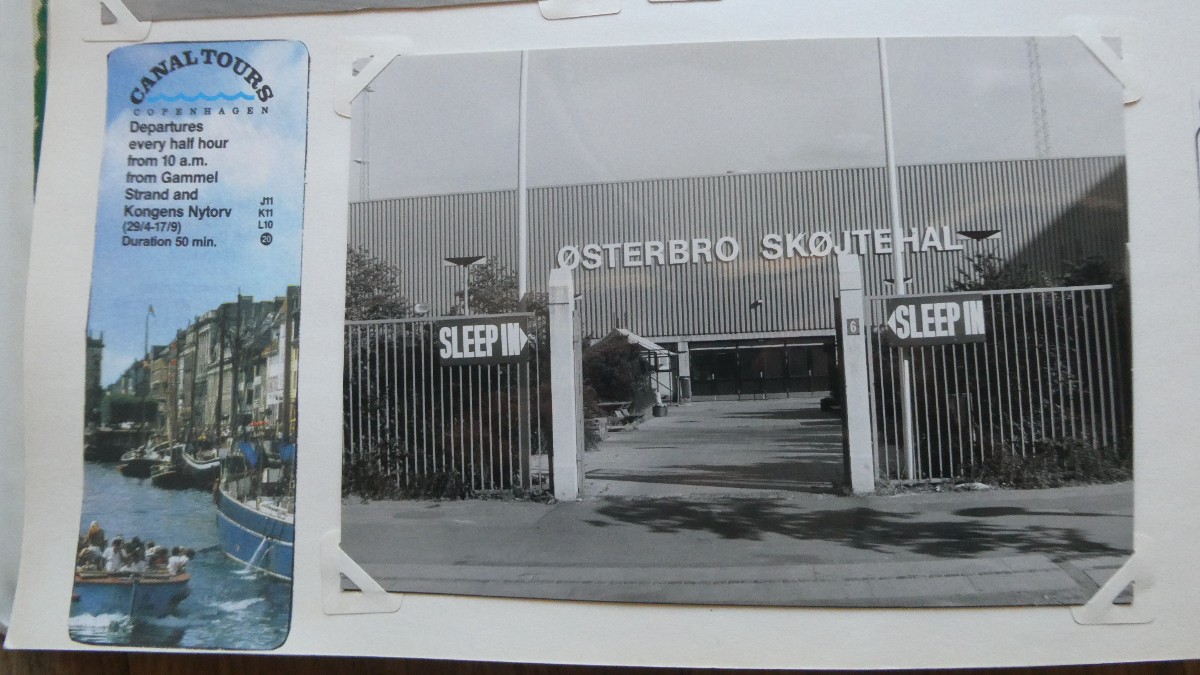 CANAL TOURS
COPENHAGEN
Departures
every half hour
from 10 a.m.
from Gammel
Strand and
Kongens Nytorv
(29/4-17/9)
Duration 50 min.
J11
K11
L10
20
ØSTERBRO SKØJTEHAL
SLEEP IN
6
SLEEP IN